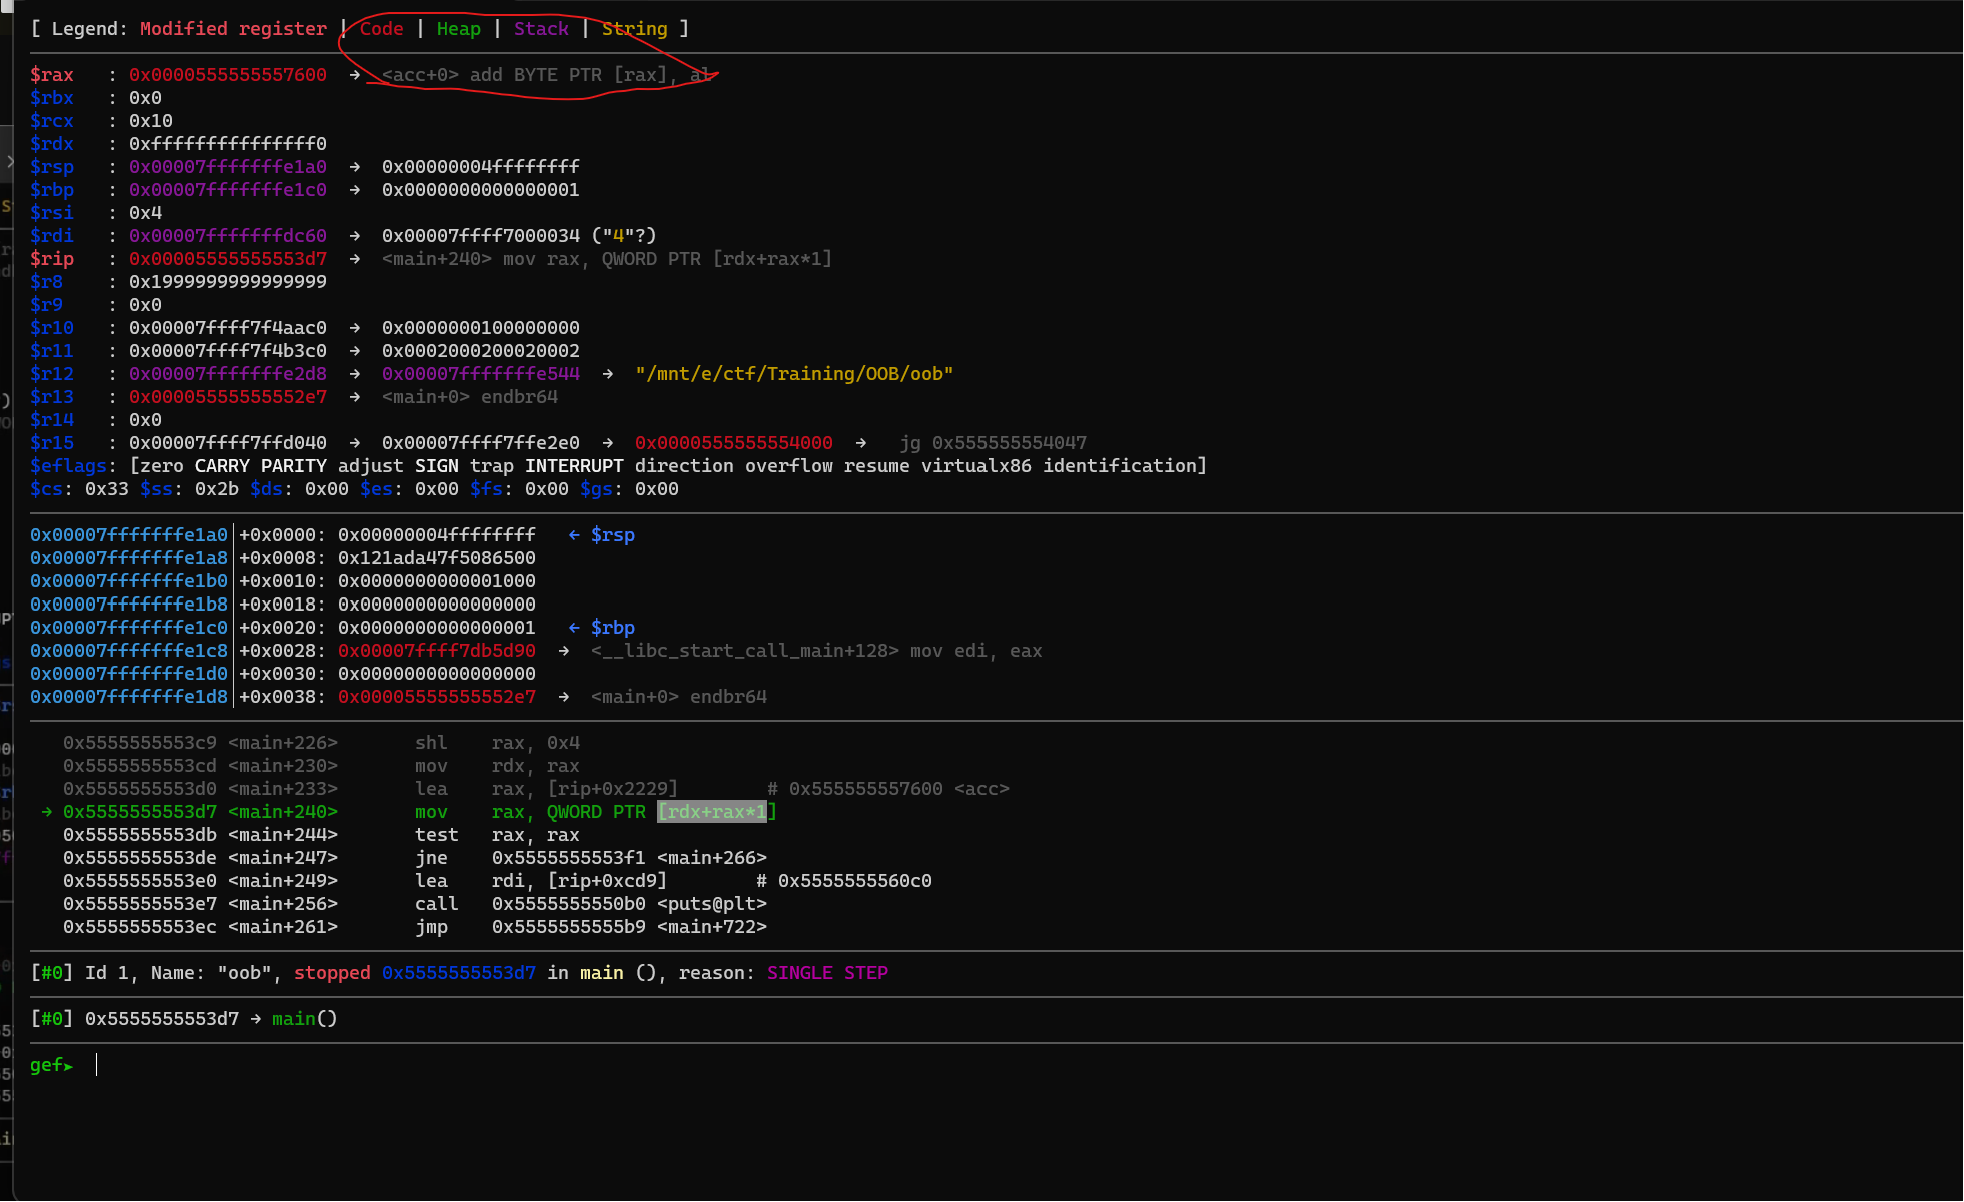 [ Legend: Modified register | Code | Heap | Stack | String ]
$rax   : 0x0000555555557600  →  <acc+0> add BYTE PTR [rax], al
$rbx   : 0x0
$rcx   : 0x10
$rdx   : 0xfffffffffffffff0
$rsp   : 0x00007fffffffe1a0  →  0x00000004ffffffff
$rbp   : 0x00007fffffffe1c0  →  0x0000000000000001
$rsi   : 0x4
$rdi   : 0x00007fffffffdc60  →  0x00007ffff7000034 ("4"?)
$rip   : 0x00005555555553d7  →  <main+240> mov rax, QWORD PTR [rdx+rax*1]
$r8    : 0x1999999999999999
$r9    : 0x0
$r10   : 0x00007ffff7f4aac0  →  0x0000000100000000
$r11   : 0x00007ffff7f4b3c0  →  0x0002000200020002
$r12   : 0x00007fffffffe2d8  →  0x00007fffffffe544  →  "/mnt/e/ctf/Training/OOB/oob"
$r13   : 0x00005555555552e7  →  <main+0> endbr64
$r14   : 0x0
$r15   : 0x00007ffff7ffd040  →  0x00007ffff7ffe2e0  →  0x0000555555554000  →   jg 0x555555554047
$eflags: [zero CARRY PARITY adjust SIGN trap INTERRUPT direction overflow resume virtualx86 identification]
$cs: 0x33 $ss: 0x2b $ds: 0x00 $es: 0x00 $fs: 0x00 $gs: 0x00
0x00007fffffffe1a0│+0x0000: 0x00000004ffffffff   ← $rsp
0x00007fffffffe1a8│+0x0008: 0x121ada47f5086500
0x00007fffffffe1b0│+0x0010: 0x0000000000001000
0x00007fffffffe1b8│+0x0018: 0x0000000000000000
0x00007fffffffe1c0│+0x0020: 0x0000000000000001   ← $rbp
0x00007fffffffe1c8│+0x0028: 0x00007ffff7db5d90  →  <__libc_start_call_main+128> mov edi, eax
0x00007fffffffe1d0│+0x0030: 0x0000000000000000
0x00007fffffffe1d8│+0x0038: 0x00005555555552e7  →  <main+0> endbr64
0x5555555553c9 <main+226>       shl    rax, 0x4
0x5555555553cd <main+230>       mov    rdx, rax
0x5555555553d0 <main+233>       lea    rax, [rip+0x2229]        # 0x555555557600 <acc>
→ 0x5555555553d7 <main+240>       mov    rax, QWORD PTR [rdx+rax*1]
0x5555555553db <main+244>       test   rax, rax
0x5555555553de <main+247>       jne    0x5555555553f1 <main+266>
0x5555555553e0 <main+249>       lea    rdi, [rip+0xcd9]       # 0x5555555560c0
0x5555555553e7 <main+256>       call   0x5555555550b0 <puts@plt>
0x5555555553ec <main+261>       jmp    0x5555555555b9 <main+722>
[#0] Id 1, Name: "oob", stopped 0x5555555553d7 in main (), reason: SINGLE STEP
[#0] 0x5555555553d7 → main()
gef➤